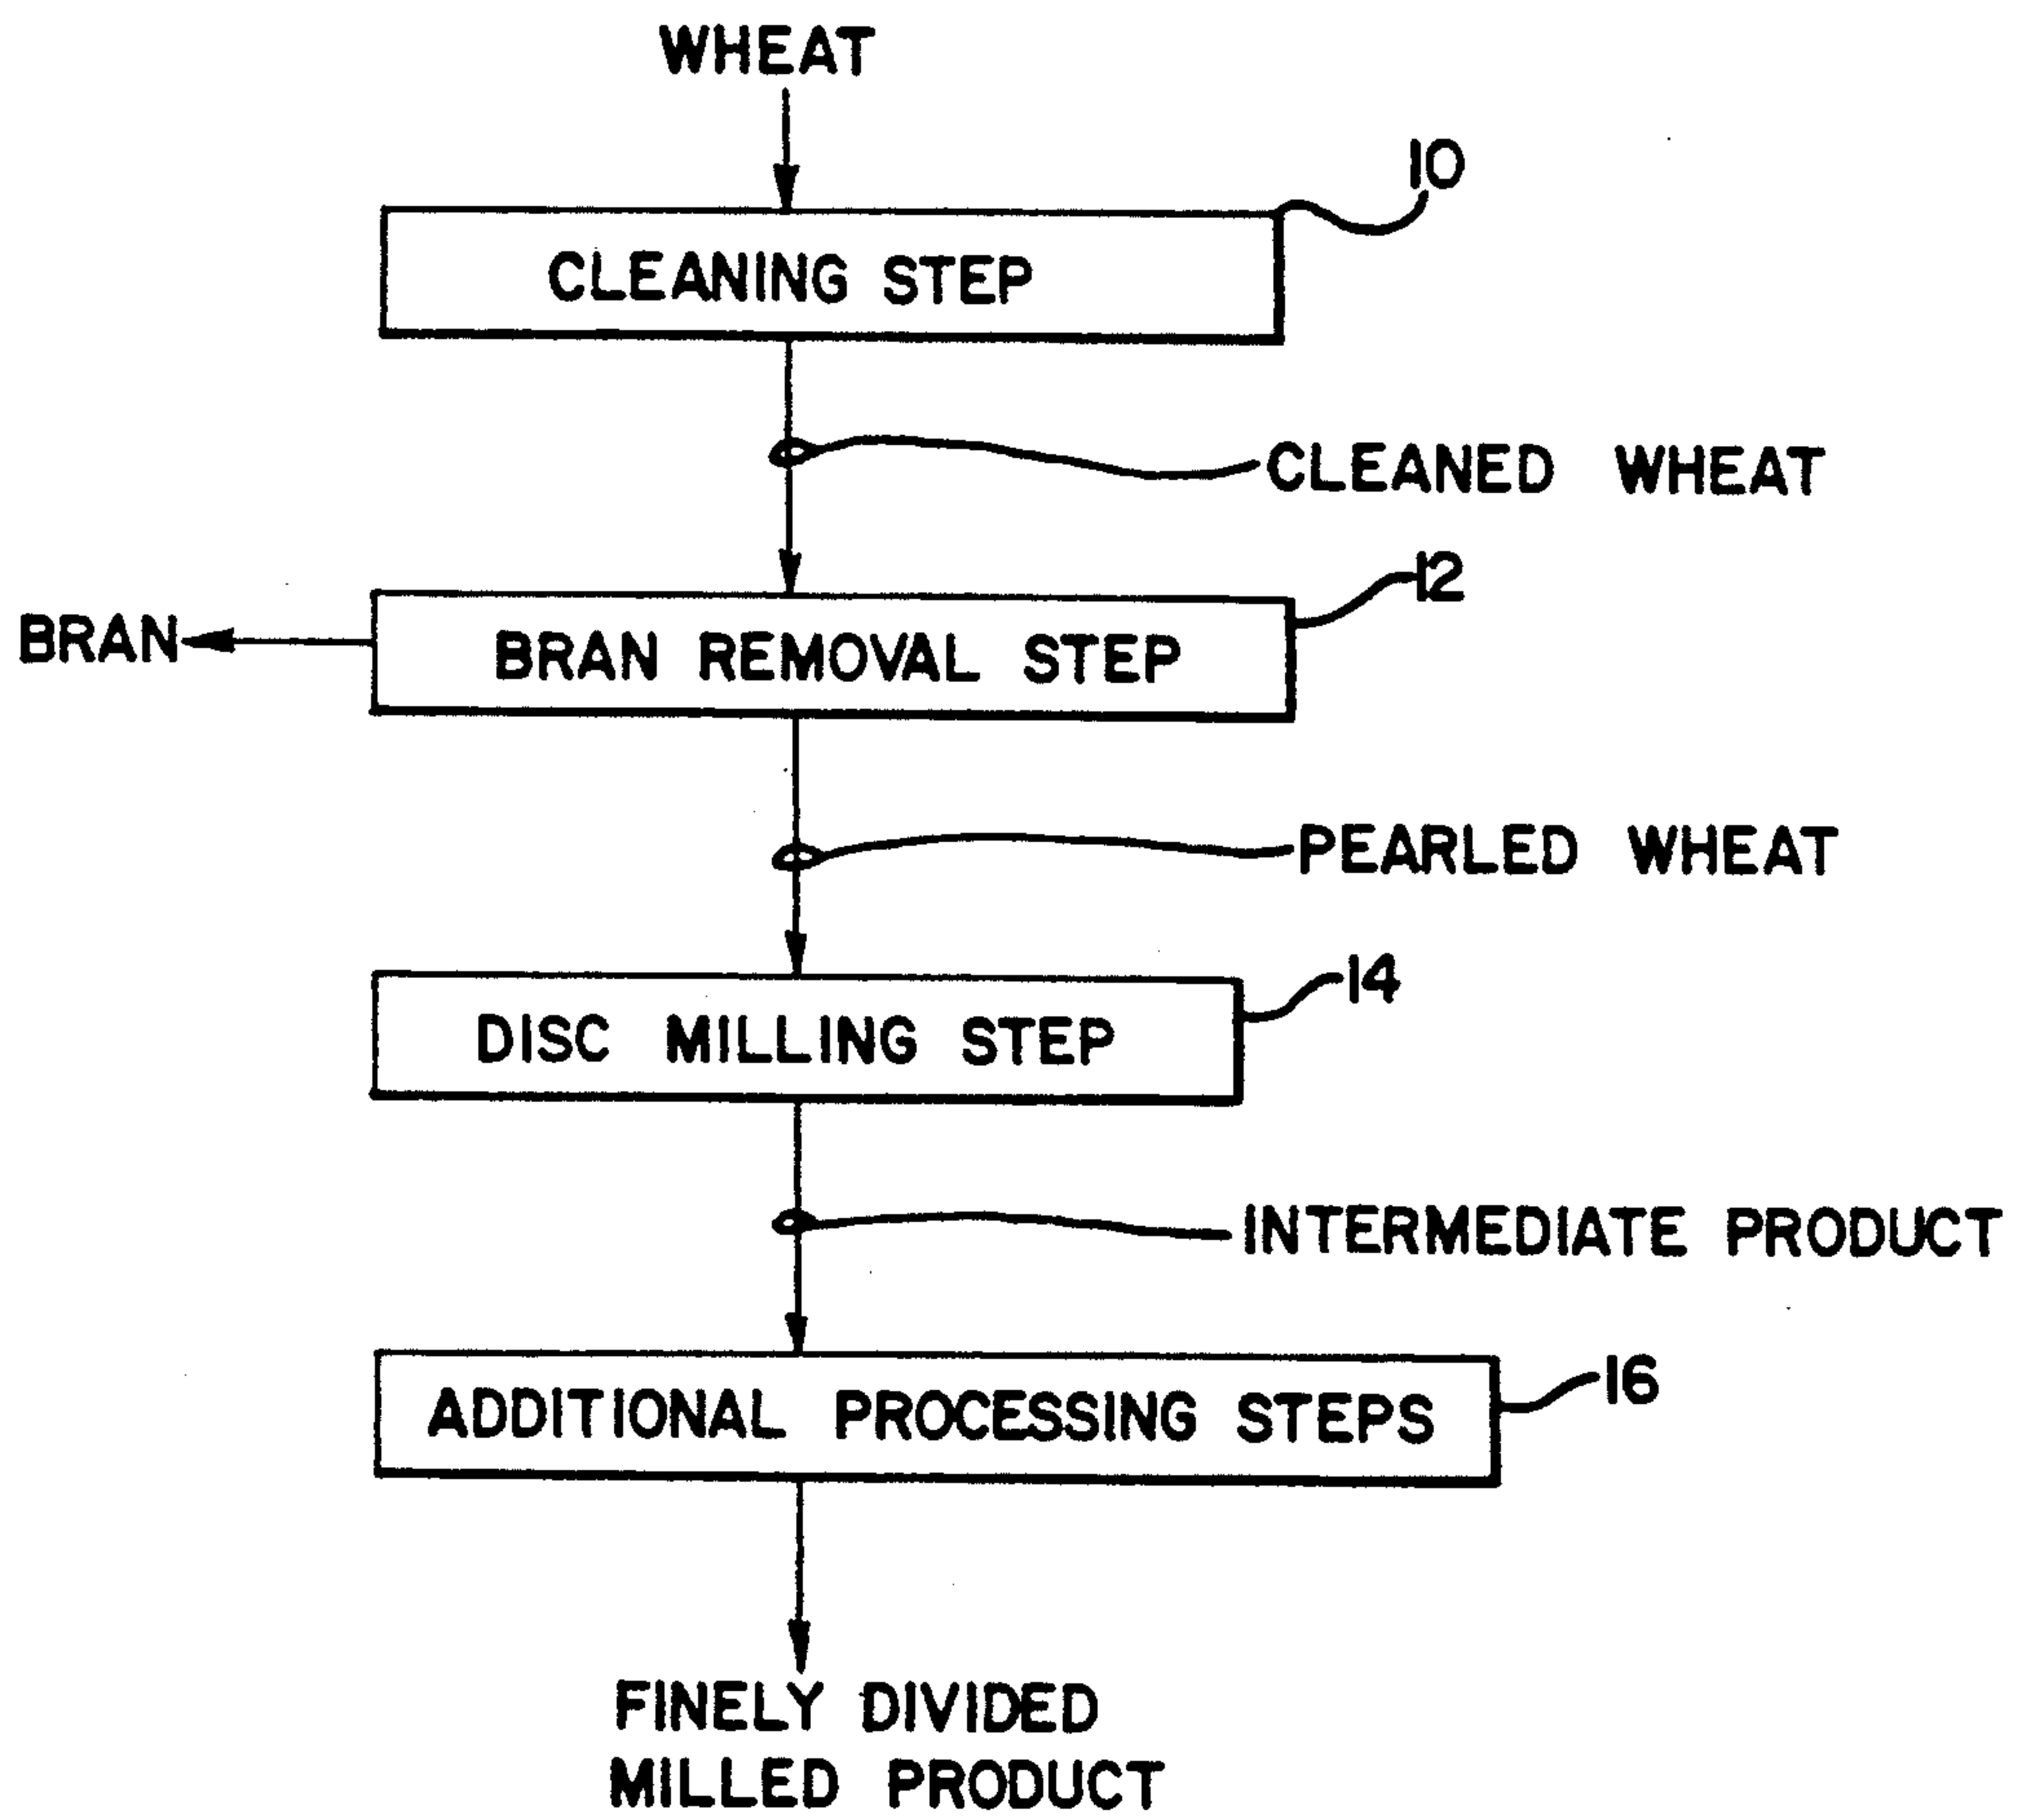 WHEAT
10
CLEANING STEP
CLEANED WHEAT
12
BRAN
BRAN REMOVAL STEP
PEARLED WHEAT
14
DISC MILLING STEP
INTERMEDIATE PRODUCT
16
ADDITIONAL PROCESSING STEPS
FINELY DIVIDED
MILLED PRODUCT